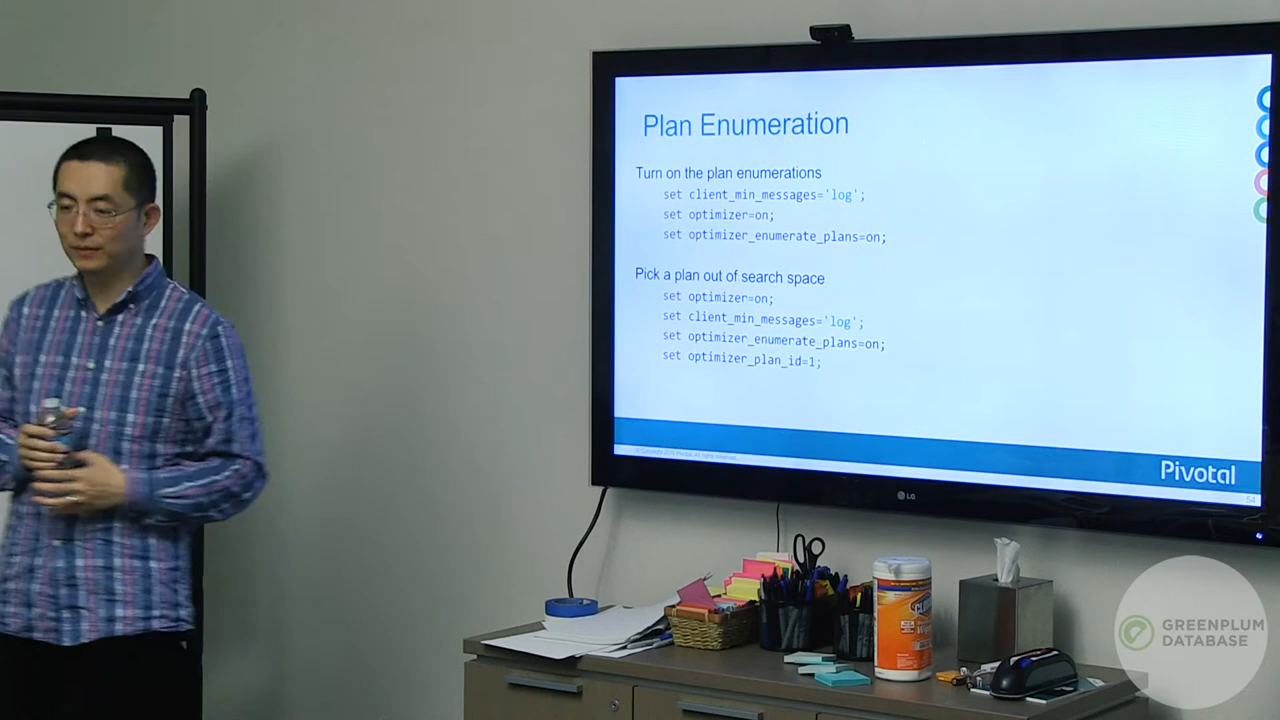 Plan Enumeration
Turn on the plan enumerations
set client_min_messages='log';
set optimizer=on;
set optimizer_enumerate_plans=on;
Pick a plan out of search space
set optimizer=on;
set client_min_messages='log';
set optimizer_enumerate_plans=on;
set optimizer_plan_id=1;
Pivotal
54
LG
GREENPLUM
DATABASE